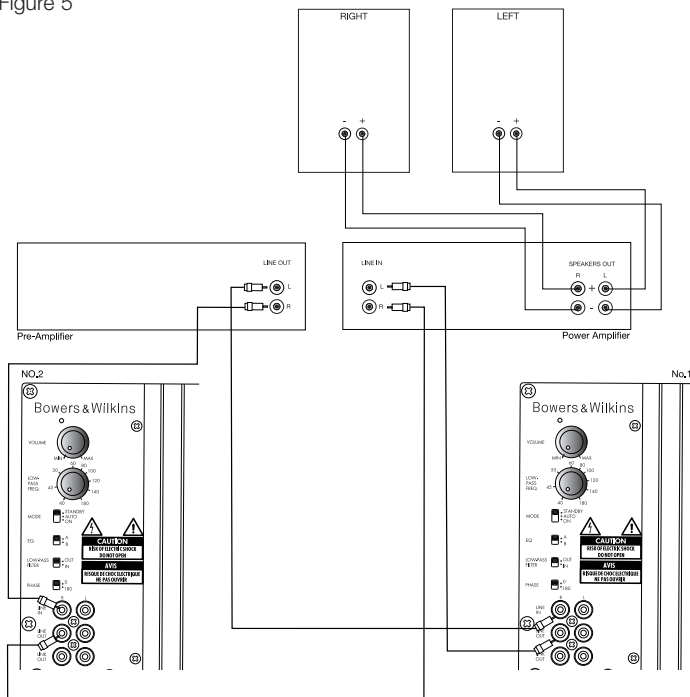 Figure 5
RIGHT
LEFT
- +
- +
LINE OUT
L
R
Pre-Amplifier
LINE IN
L
R
SPEAKERS OUT
R L
+
-
Power Amplifier
NO.2
Bowers & Wilkins
VOLUME
MIN MAX
LOW-
PASS
FREQ.
40 45 50 60 80 100 120 140 180
MODE
STANDBY
AUTO
ON
EQ
A
B
LOW-PASS
FILTER
OUT
IN
PHASE
0
180
CAUTION
RISK OF ELECTRIC SHOCK
DO NOT OPEN
AVIS
RISQUE DE CHOC ELECTRIQUE
NE PAS OUVRIR
R L
LINE
IN
LINE
OUT
LINK
OUT
No.1
Bowers & Wilkins
VOLUME
MIN MAX
LOW-
PASS
FREQ.
40 45 50 60 80 100 120 140 180
MODE
STANDBY
AUTO
ON
EQ
A
B
LOW-PASS
FILTER
OUT
IN
PHASE
0
180
CAUTION
RISK OF ELECTRIC SHOCK
DO NOT OPEN
AVIS
RISQUE DE CHOC ELECTRIQUE
NE PAS OUVRIR
R L
LINE
IN
OUT
LINK
OUT